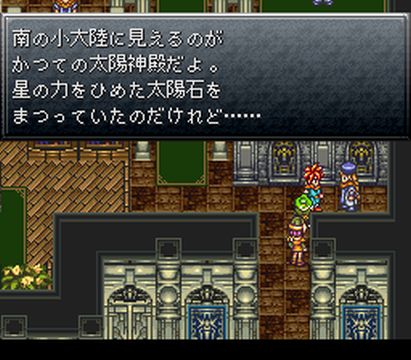 南の小大陸に見えるのが
かつての太陽神殿だよ。
星の力をひめた太陽石を
まつっていたのだけれど……